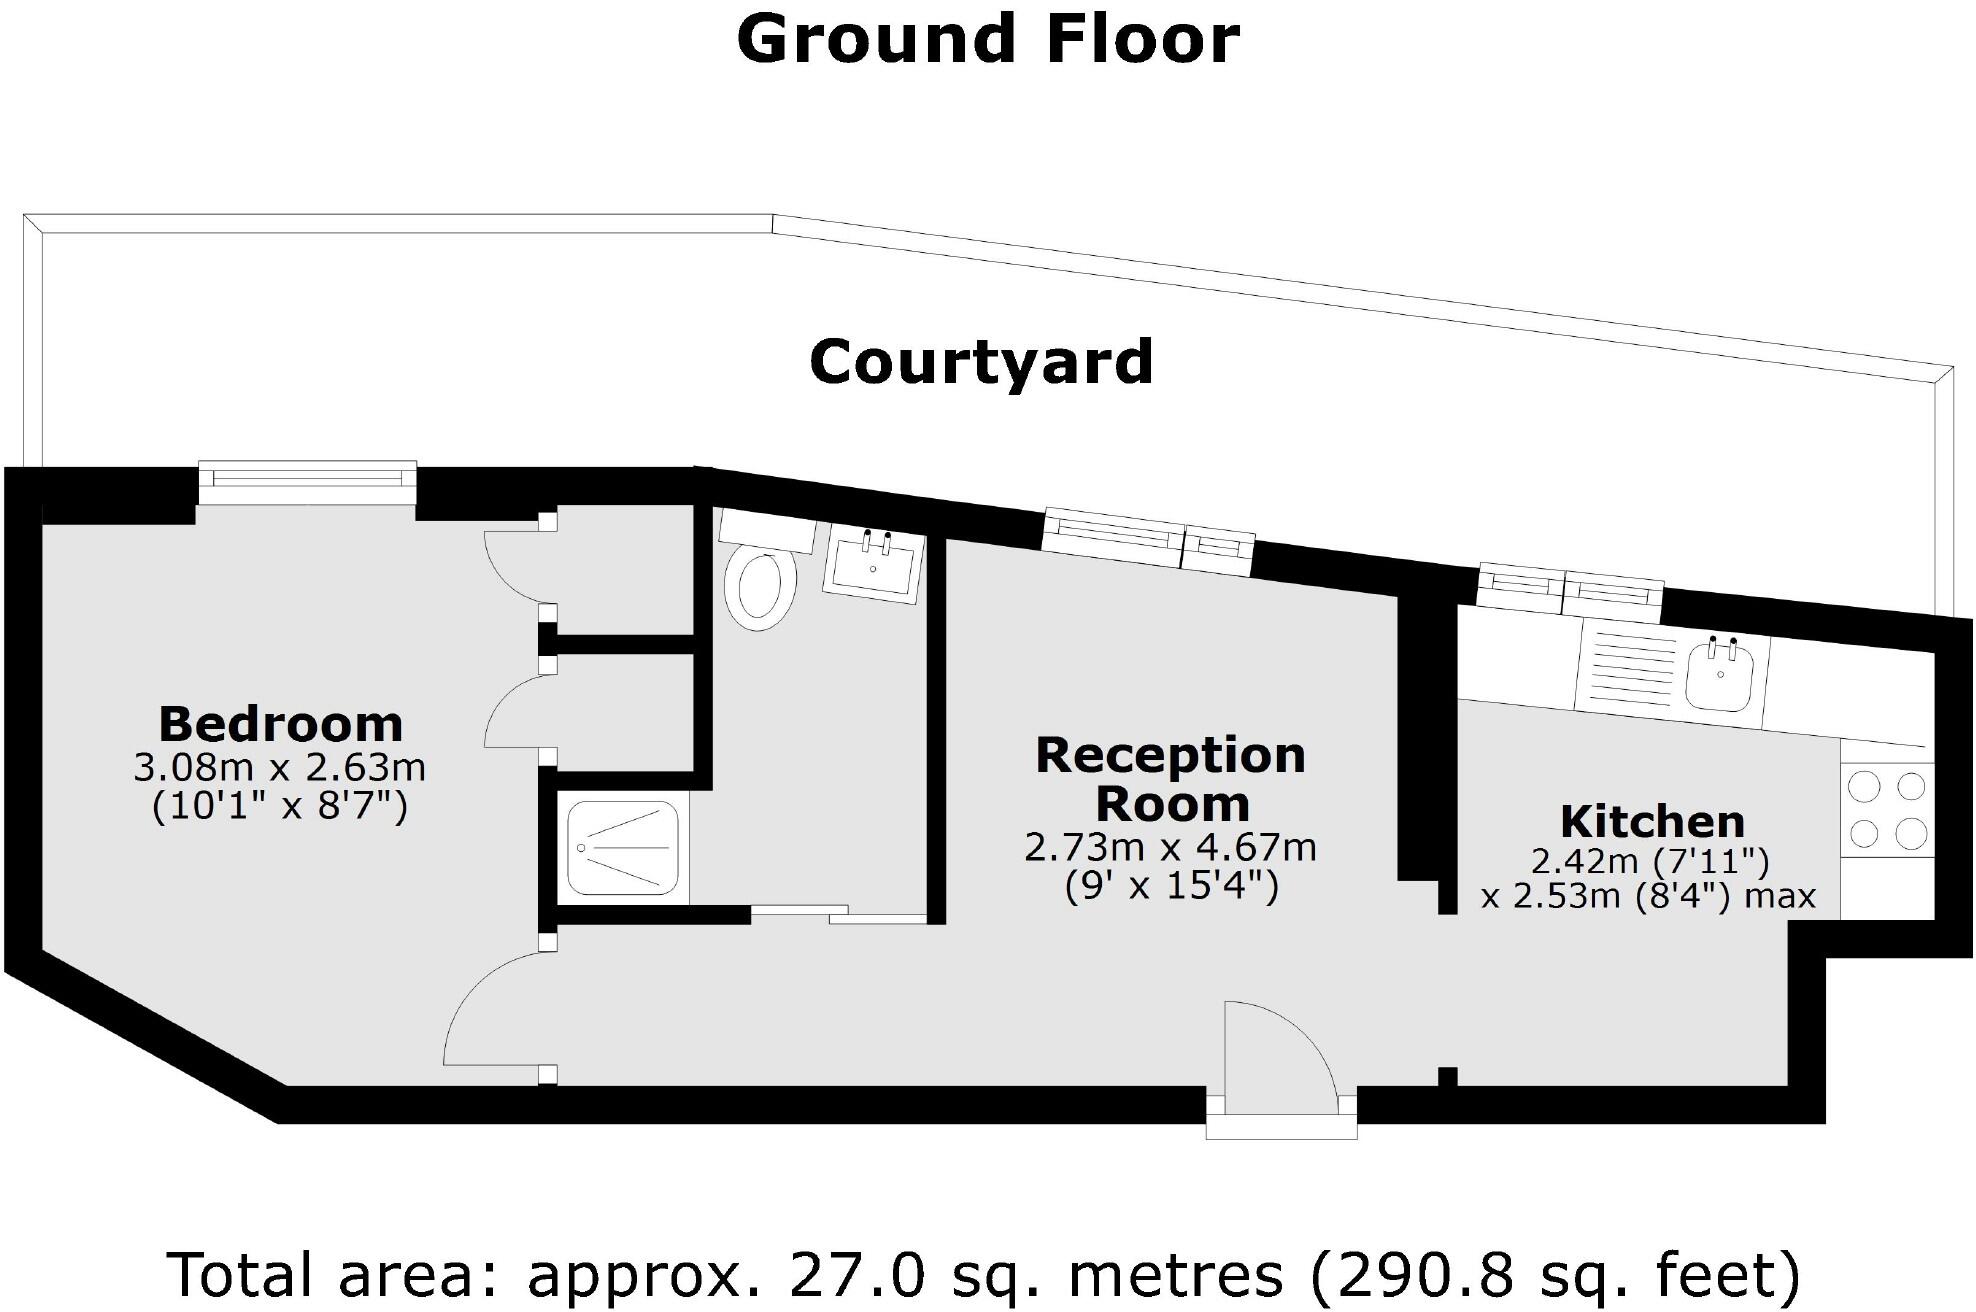 Ground Floor
Courtyard
Bedroom
3.08m x 2.63m
(10'1" x 8'7")
Reception
Room
2.73m x 4.67m
(9' x 15'4")
Kitchen
2.42m (7'11")
x 2.53m (8'4") max
Total area: approx. 27.0 sq. metres (290.8 sq. feet)